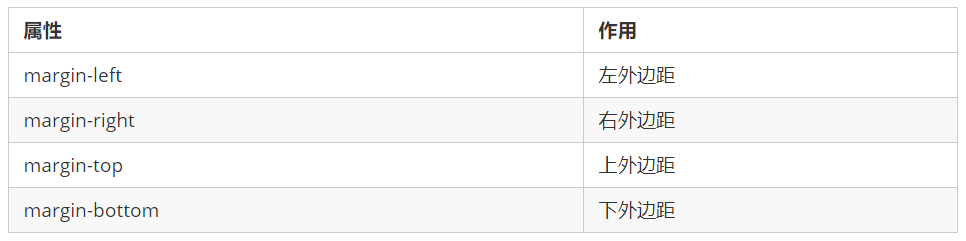 属性 作用
margin-left 左外边距
margin-right 右外边距
margin-top 上外边距
margin-bottom 下外边距